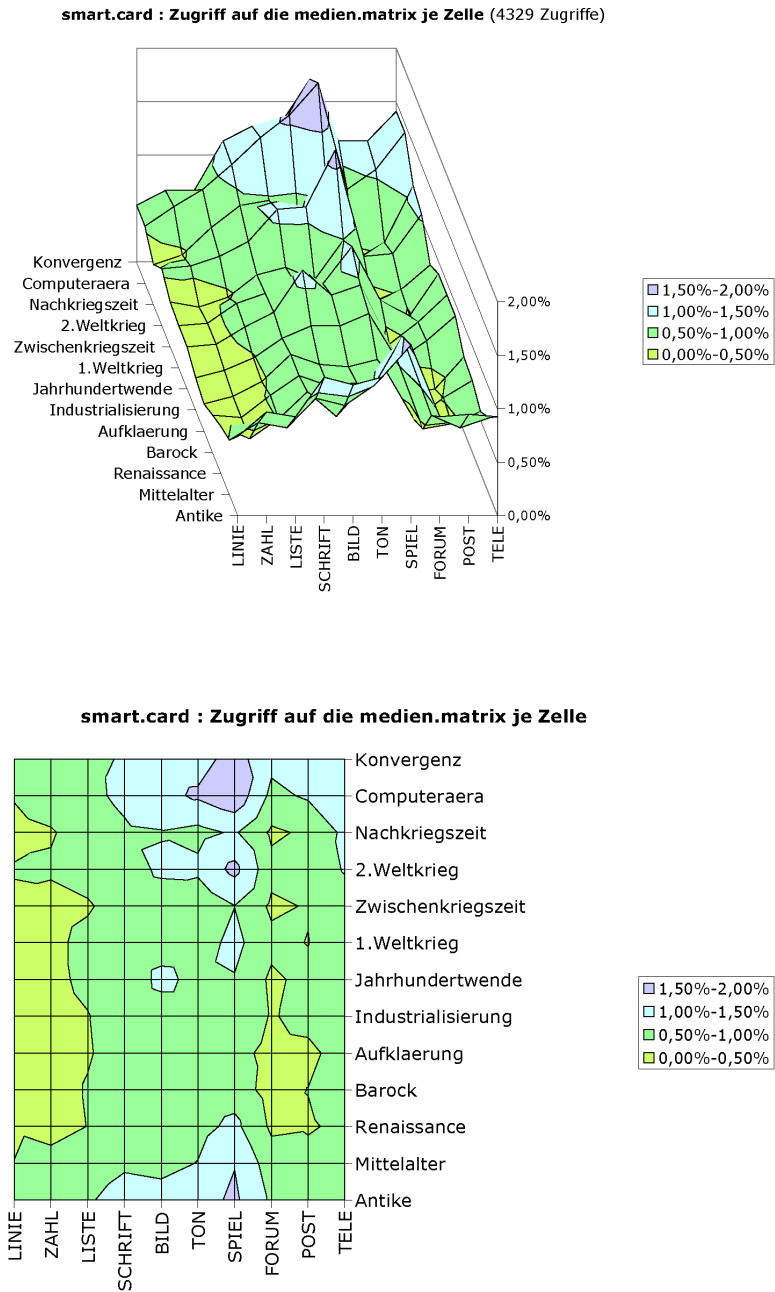 smart.card : Zugriff auf die medien.matrix je Zelle (4329 Zugriffe)
Konvergenz
Computeraera
Nachkriegszeit
2.Weltkrieg
Zwischenkriegszeit
1.Weltkrieg
Jahrhundertwende
Industrialisierung
Aufklaerung
Barock
Renaissance
Mittelalter
Antike
LINIE
ZAHL
LISTE
SCHRIFT
BILD
TON
SPIEL
FORUM
POST
TELE
2,00%
1,50%
1,00%
0,50%
0,00%
1,50%-2,00%
1,00%-1,50%
0,50%-1,00%
0,00%-0,50%
smart.card : Zugriff auf die medien.matrix je Zelle
Konvergenz
Computeraera
Nachkriegszeit
2.Weltkrieg
Zwischenkriegszeit
1.Weltkrieg
Jahrhundertwende
Industrialisierung
Aufklaerung
Barock
Renaissance
Mittelalter
Antike
LINIE
ZAHL
LISTE
SCHRIFT
BILD
TON
SPIEL
FORUM
POST
TELE
1,50%-2,00%
1,00%-1,50%
0,50%-1,00%
0,00%-0,50%